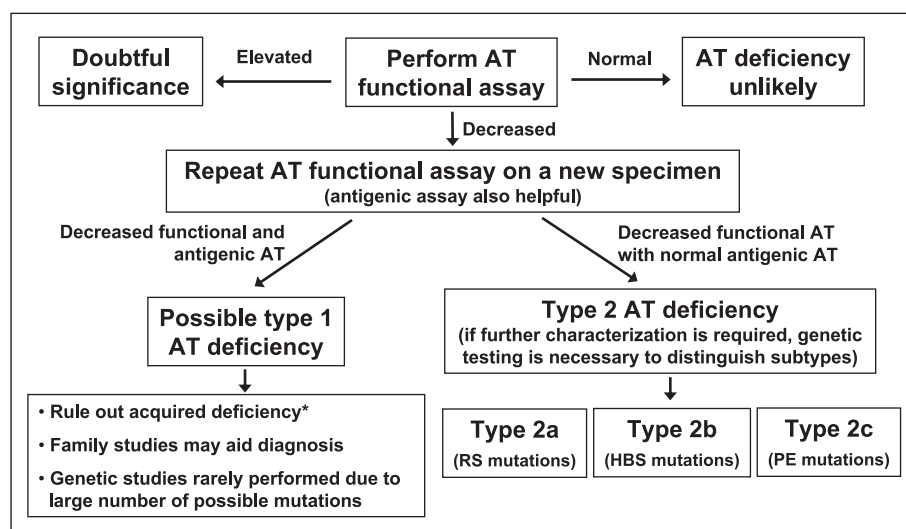 Doubtful
significance
Elevated
Perform AT
functional assay
Normal
AT deficiency
unlikely
Decreased
Repeat AT functional assay on a new specimen
(antigenic assay also helpful)
Decreased functional and
antigenic AT
Decreased functional AT
with normal antigenic AT
Possible type 1
AT deficiency
Type 2 AT deficiency
(if further characterization is required, genetic
testing is necessary to distinguish subtypes)
• Rule out acquired deficiency*
• Family studies may aid diagnosis
• Genetic studies rarely performed due to
large number of possible mutations
Type 2a
(RS mutations)
Type 2b
(HBS mutations)
Type 2c
(PE mutations)